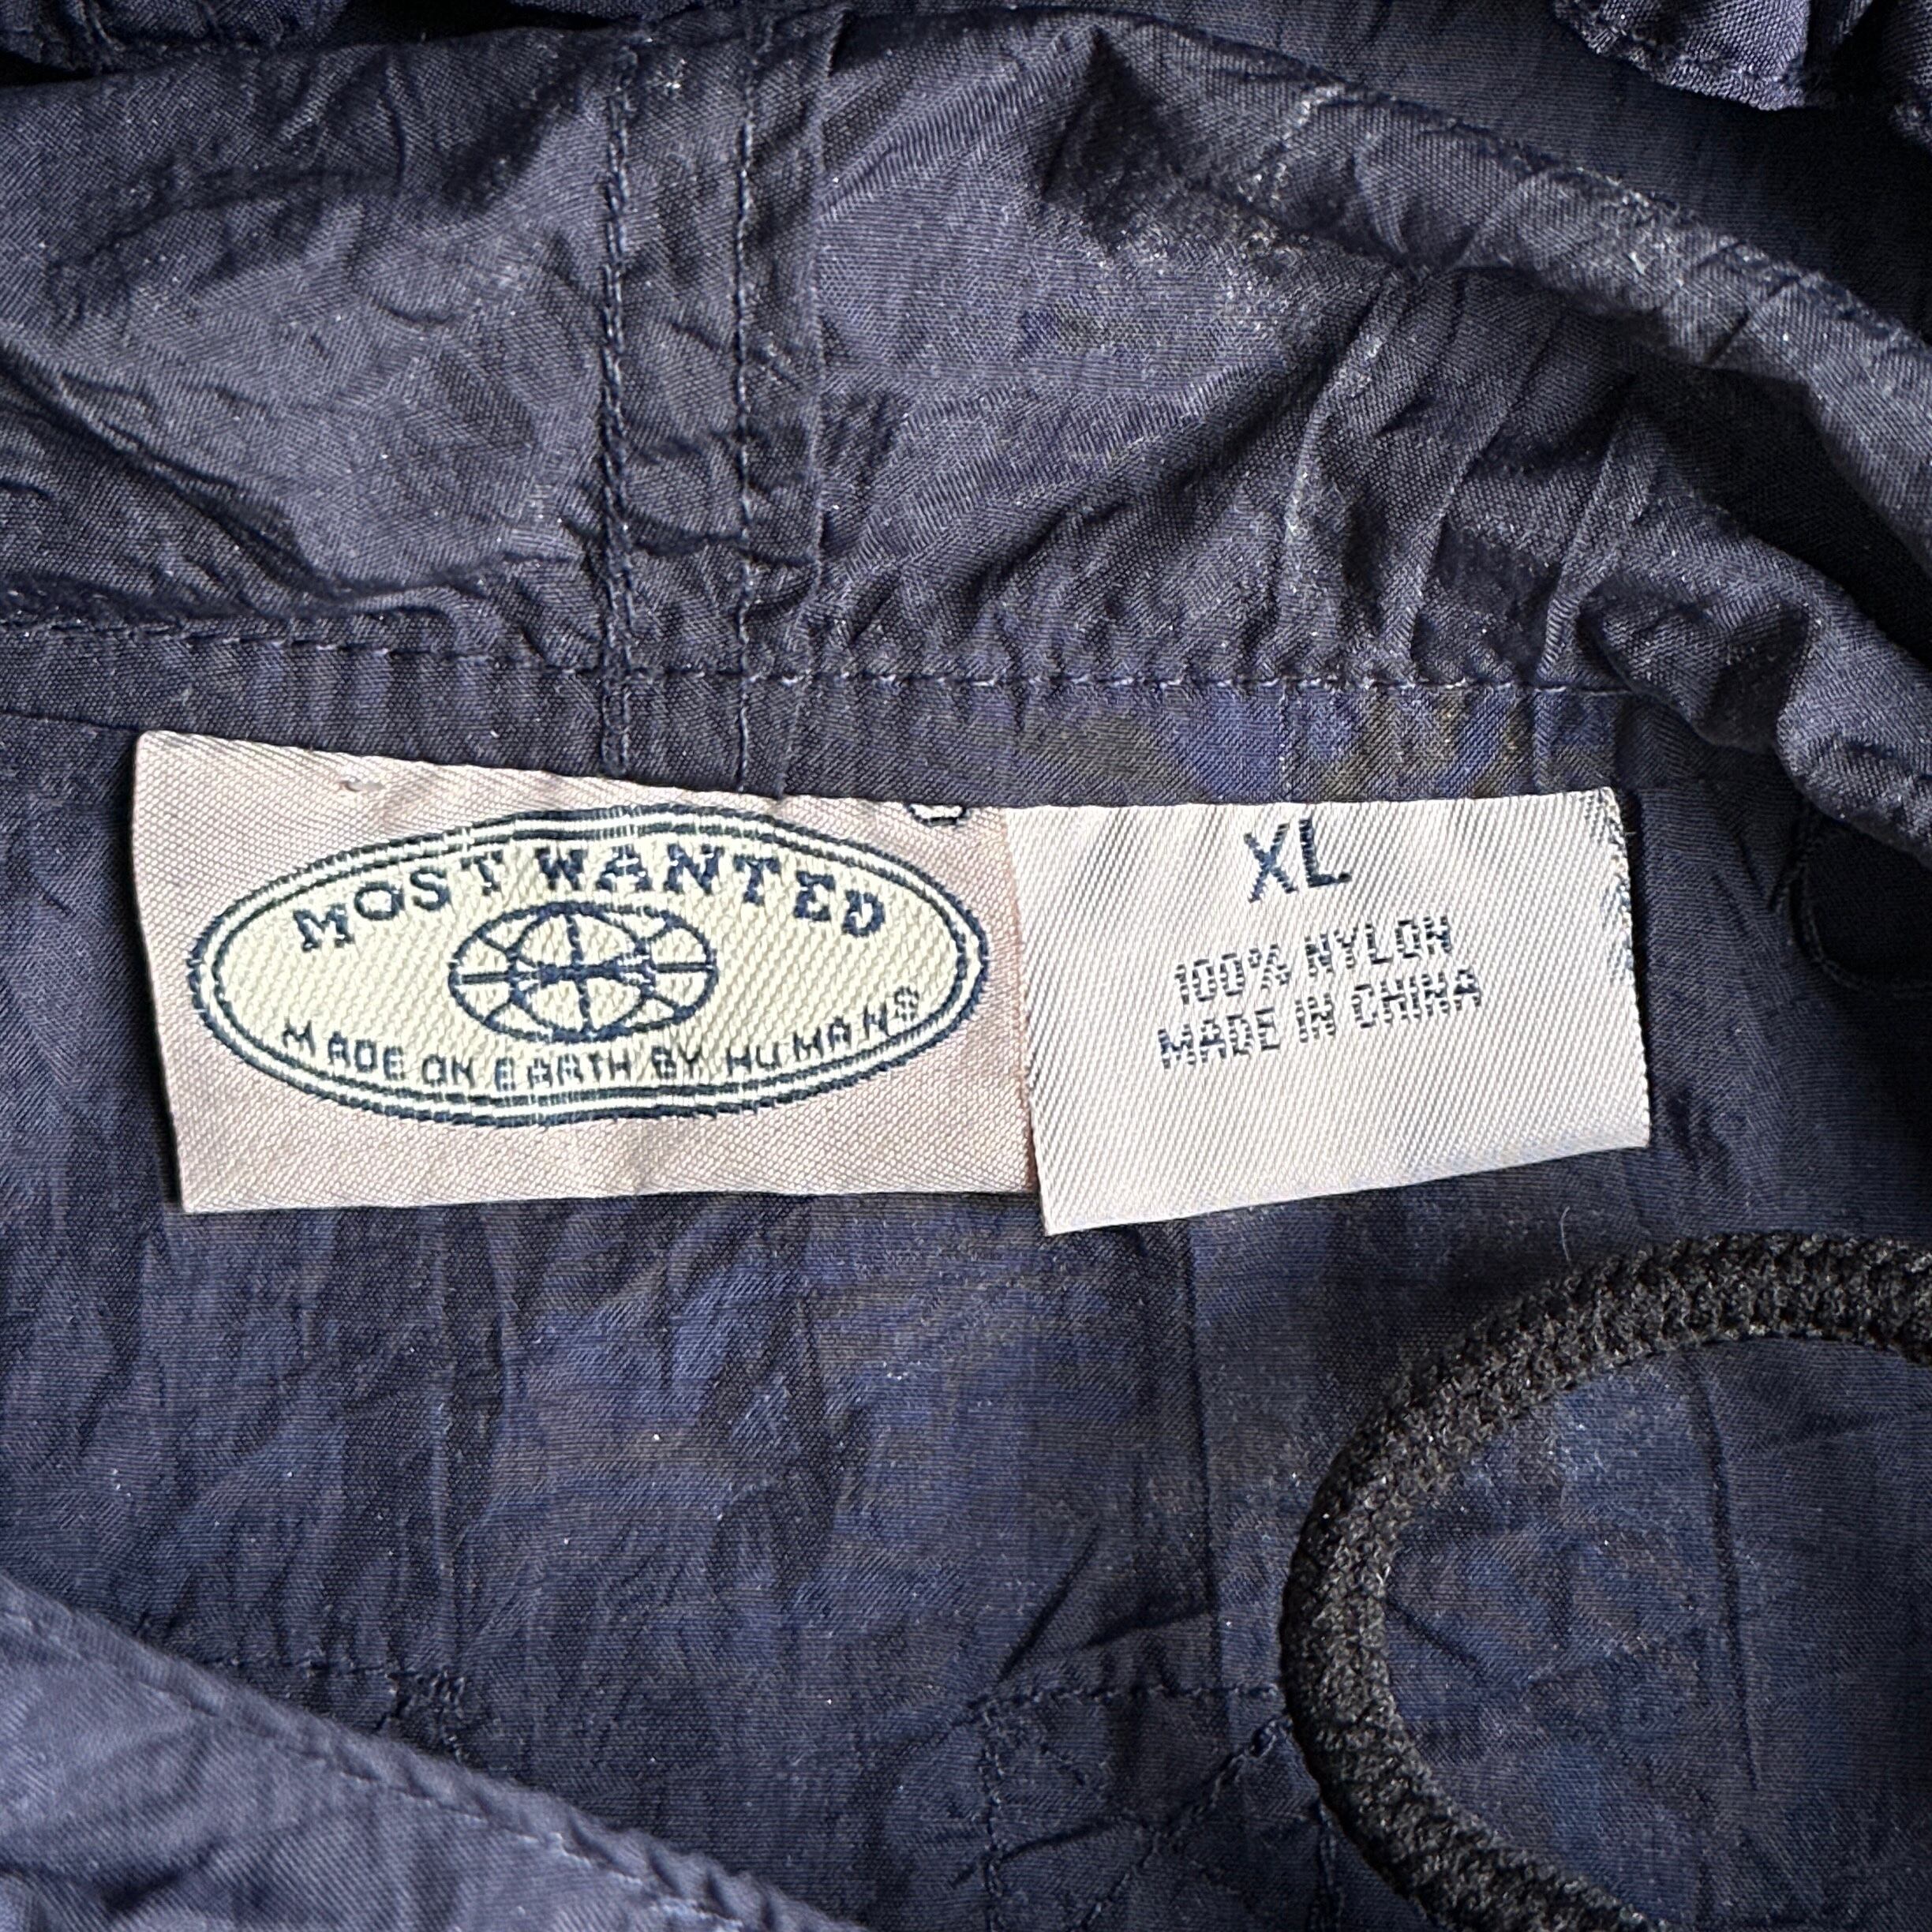 MOST WANTED
MADE ON EARTH BY HUMANS
XL
100% NYLON
MADE IN CHINA